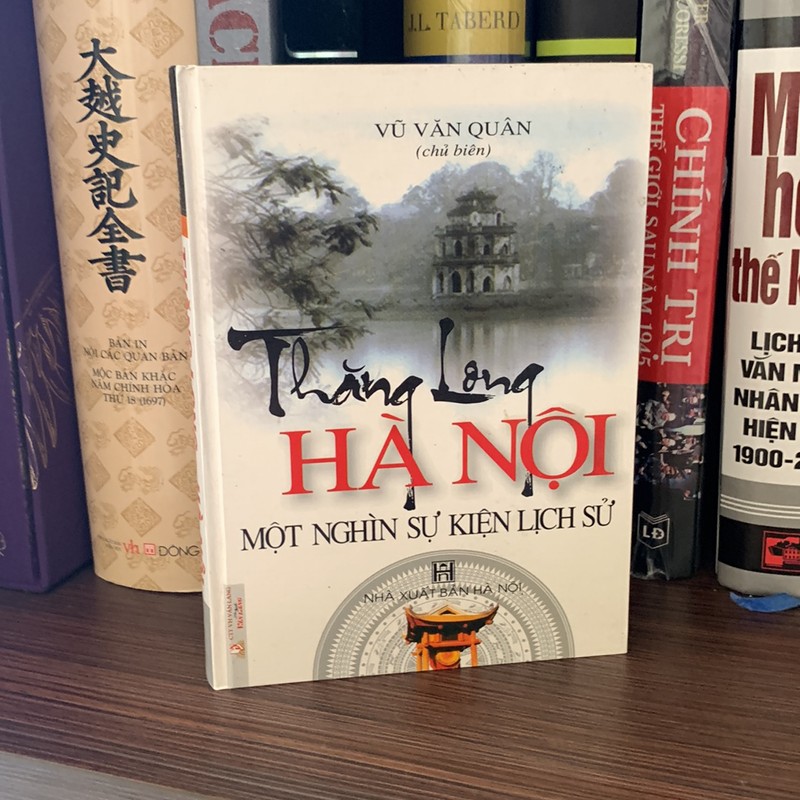 大越史記全書
BẢN IN
NỘI CÁC QUAN BẢN
MỘC BẢN KHẮC
NĂM CHÍNH HÒA
THỨ 18 (1697)
ĐÔNG
J.L. TABERD
VŨ VĂN QUÂN
(chủ biên)
Thăng Long
HÀ NỘI
MỘT NGHÌN SỰ KIỆN LỊCH SỬ
NHÀ XUẤT BẢN HÀ NỘI
CHÍNH TRỊ
THẾ GIỚI SAU NĂM 1945
LĐ
thế k
LỊCH
VĂN
NHÂN
HIỆN
1900-2